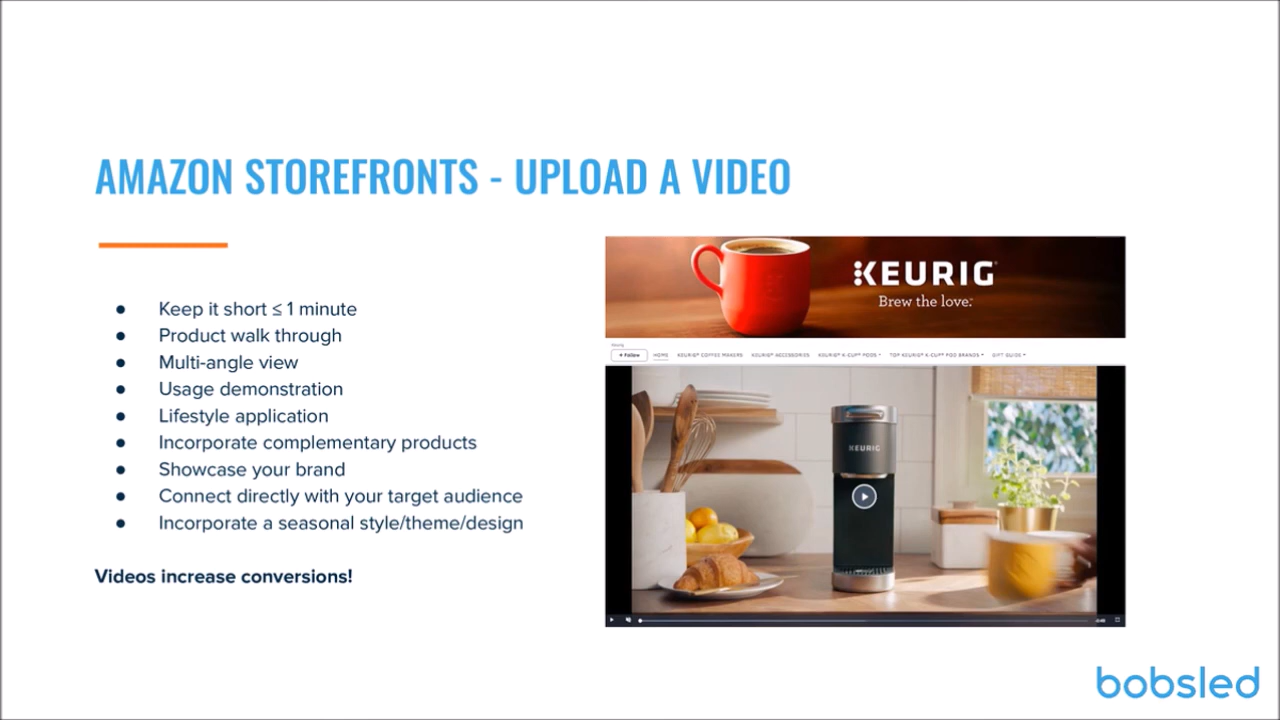 AMAZON STOREFRONTS - UPLOAD A VIDEO
● Keep it short ≤ 1 minute
● Product walk through
● Multi-angle view
● Usage demonstration
● Lifestyle application
● Incorporate complementary products
● Showcase your brand
● Connect directly with your target audience
● Incorporate a seasonal style/theme/design
Videos increase conversions!
KEURIG®
Brew the love.
Keurig
+ Follow HOME KEURIG® COFFEE MAKERS KEURIG® ACCESSORIES KEURIG® K-CUP® PODS TOP KEURIG® K-CUP® POD BRANDS GIFT GUIDE
KEURIG
bobsled